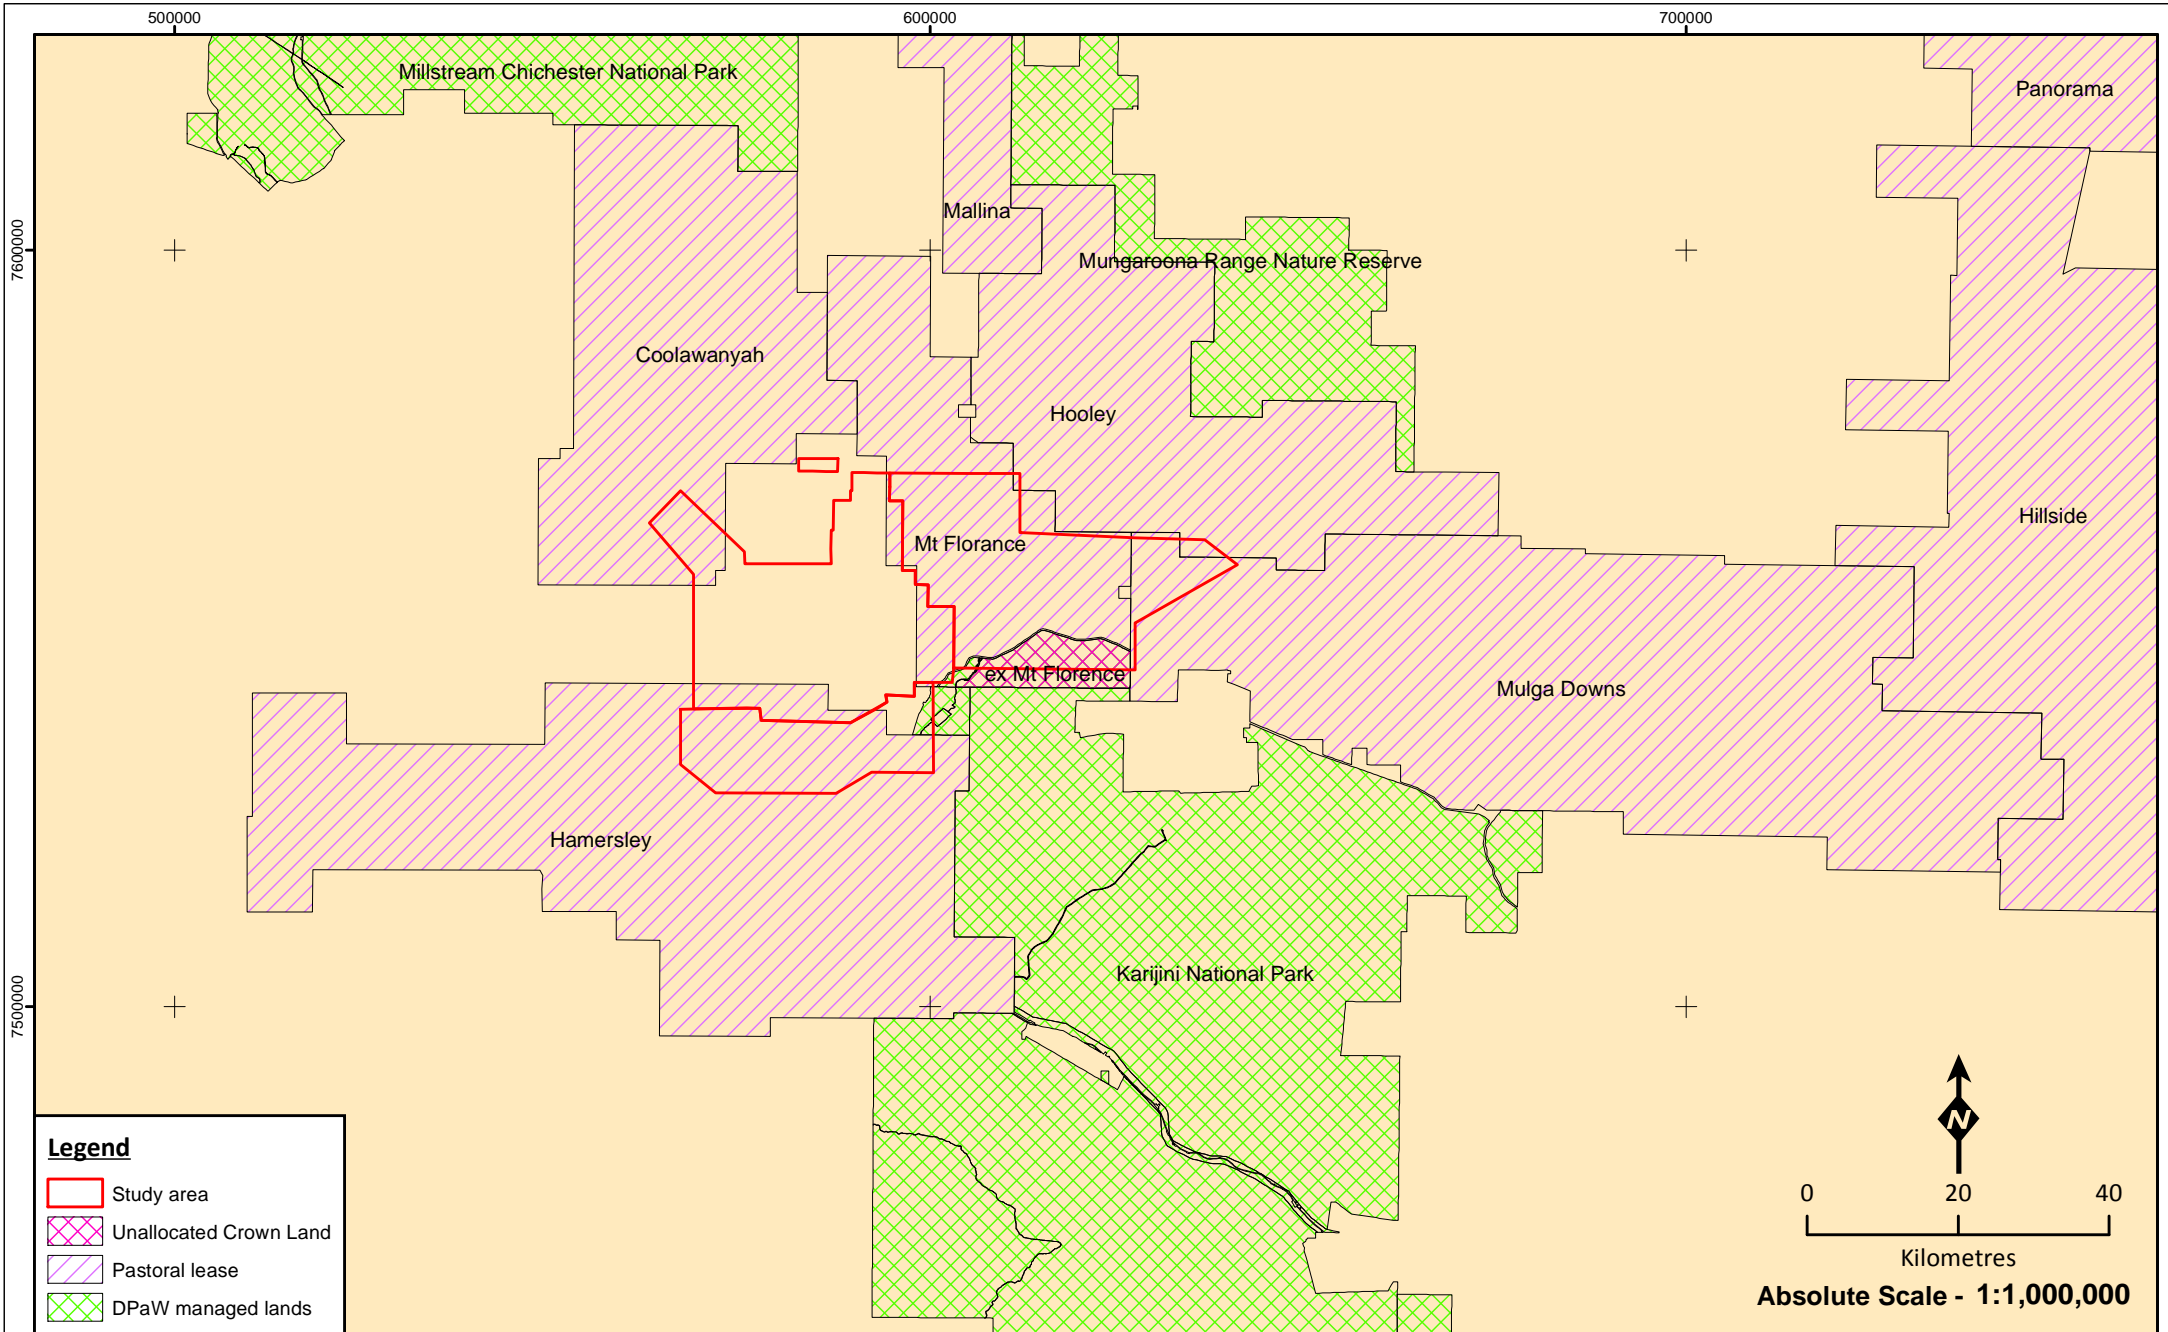 500000
600000
700000
7600000
7500000
Millstream Chichester National Park
Panorama
Mallina
Mungaroona Range Nature Reserve
Coolawanyah
Hooley
Hillside
Mt Florance
ex Mt Florence
Mulga Downs
Hamersley
Karijini National Park
Legend
Study area
Unallocated Crown Land
Pastoral lease
DPaW managed lands
N
0 20 40
Kilometres
Absolute Scale - 1:1,000,000